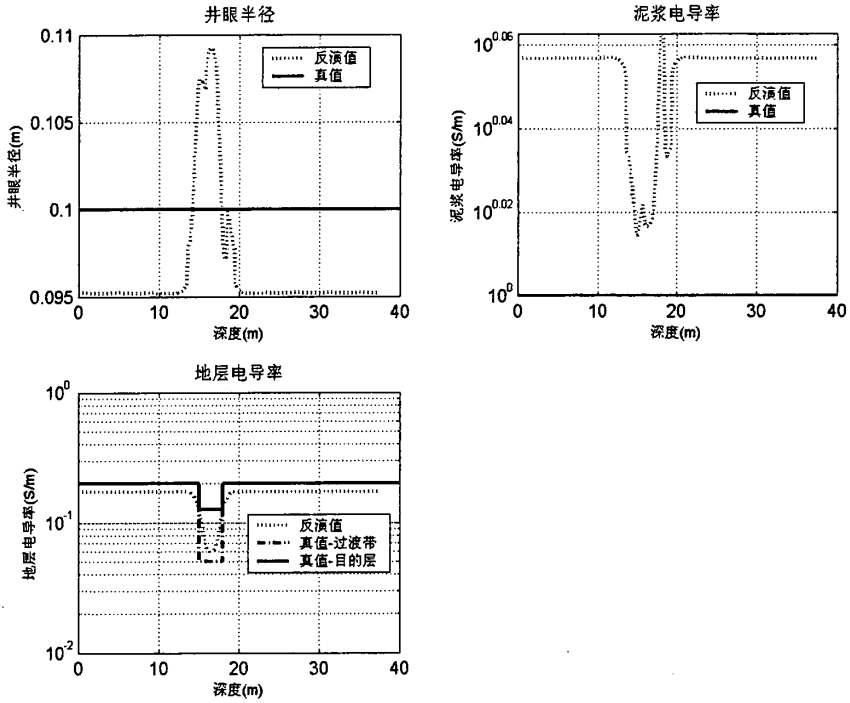 井眼半径
0.11
0.105
0.1
0.095
井眼半径(m)
反演值
真值
0
10
20
30
40
深度(m)
泥浆电导率
10^0.06
10^0.04
10^0.02
10^0
泥浆电导率(S/m)
反演值
真值
0
10
20
30
40
深度(m)
地层电导率
10^0
10^-1
10^-2
地层电导率(S/m)
反演值
真值-过波带
真值-目的层
0
10
20
30
40
深度(m)